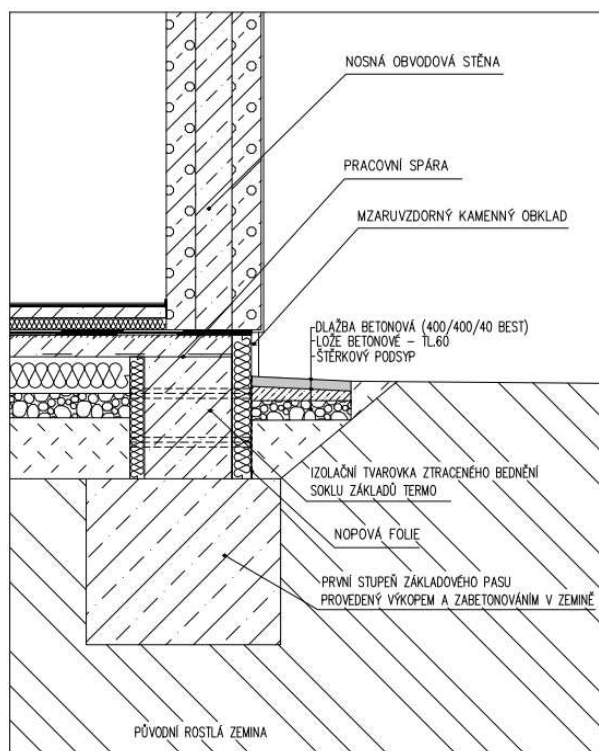 NOSNÁ OBVODOVÁ STĚNA
PRACOVNÍ SPÁRA
MZARUVZDORNÝ KAMENNÝ OBKLAD
DLAŽBA BETONOVÁ (400/400/40 BEST)
LOŽE BETONOVÉ - TL.60
ŠTĚRKOVÝ PODSYP
IZOLAČNÍ TVAROVKA ZTRACENÉHO BEDNĚNÍ
SOKLU ZÁKLADŮ TERMO
NOPOVÁ FOLIE
PRVNÍ STUPEŇ ZÁKLADOVÉHO PASU
PROVEDENÝ VÝKOPEM A ZABETONOVÁNÍM V ZEMINĚ
PŮVODNÍ ROSTLÁ ZEMINA